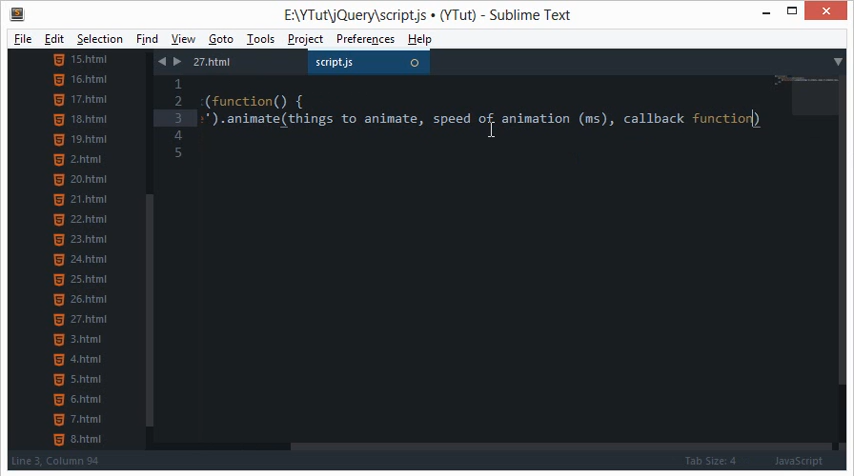 E:\YTut\jQuery\script.js • (YTut) - Sublime Text
File Edit Selection Find View Goto Tools Project Preferences Help
15.html
16.html
17.html
18.html
19.html
2.html
20.html
21.html
22.html
23.html
24.html
25.html
26.html
27.html
3.html
4.html
5.html
6.html
7.html
8.html
27.html script.js
1
2 :(function() {
3 ').animate(things to animate, speed of animation (ms), callback function)
4
5
Line 3, Column 94 Tab Size: 4 JavaScript